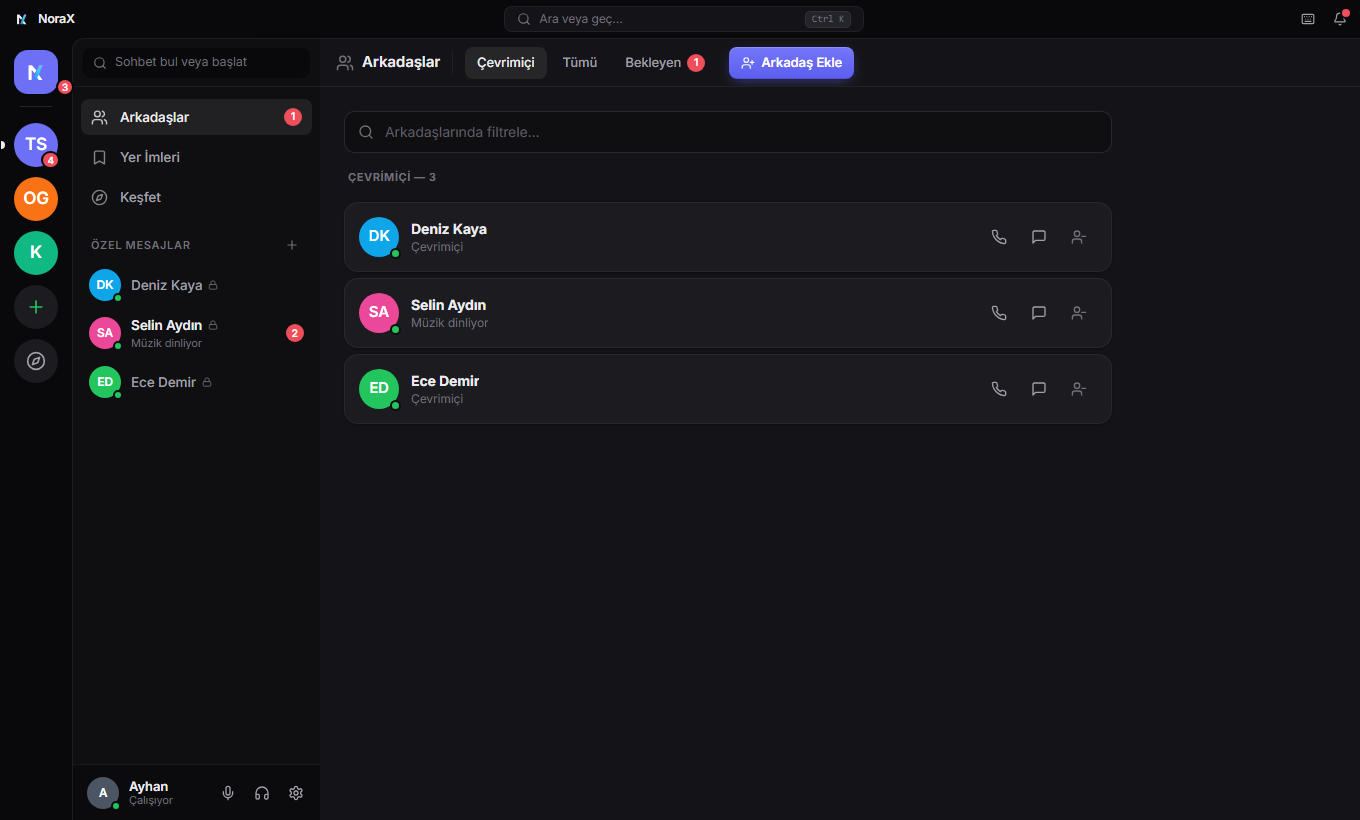 NoraX
Ara veya geç...
Ctrl K
3
TS
4
OG
K
Sohbet bul veya başlat
Arkadaşlar
1
Yer İmleri
Keşfet
ÖZEL MESAJLAR
DK
Deniz Kaya
SA
Selin Aydın
Müzik dinliyor
2
ED
Ece Demir
A
Ayhan
Çalışıyor
Arkadaşlar
Çevrimiçi
Tümü
Bekleyen 1
Arkadaş Ekle
Arkadaşlarında filtrele...
ÇEVRİMİÇİ — 3
DK
Deniz Kaya
Çevrimiçi
SA
Selin Aydın
Müzik dinliyor
ED
Ece Demir
Çevrimiçi